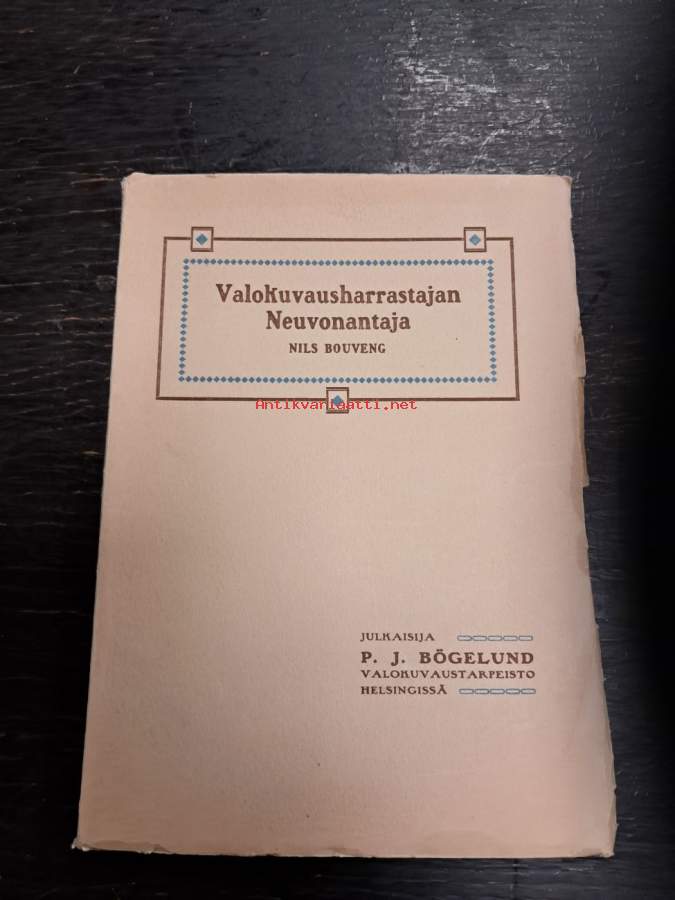 Valokuvausharrastajan
Neuvonantaja
NILS BOUVENG
Antikvariaatti.net
JULKAISIJA
P. J. BÖGELUND
VALOKUVAUSTARPEISTO
HELSINGISSÄ